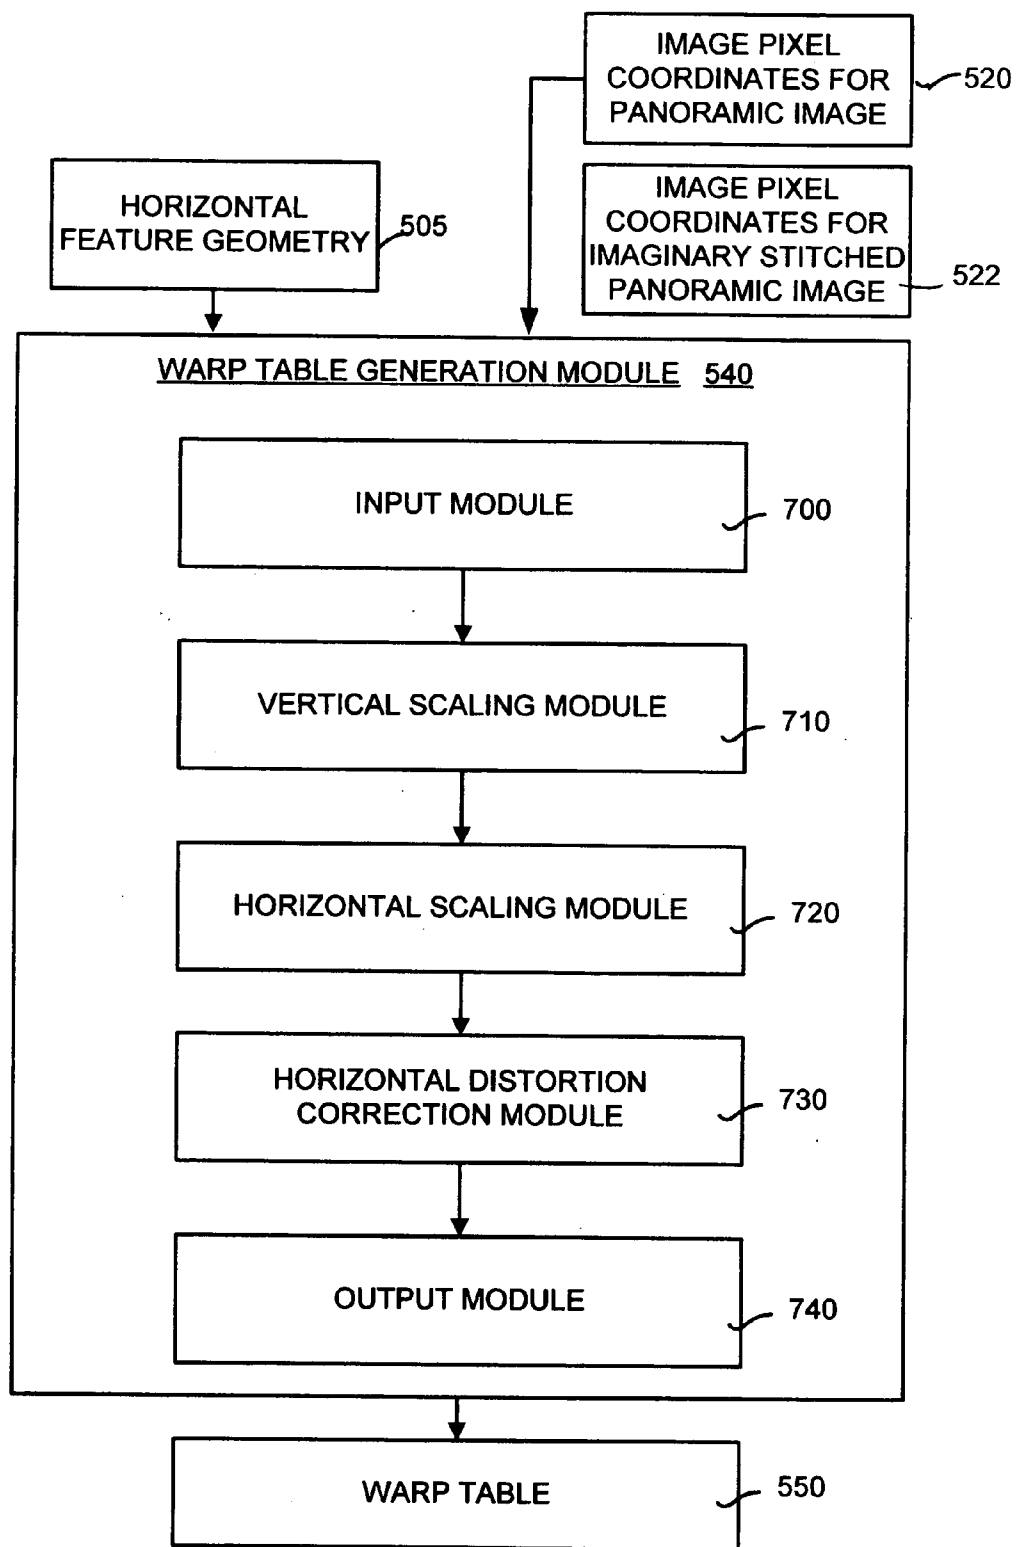 IMAGE PIXEL
COORDINATES FOR
PANORAMIC IMAGE
520
HORIZONTAL
FEATURE GEOMETRY
505
IMAGE PIXEL
COORDINATES FOR
IMAGINARY STITCHED
PANORAMIC IMAGE
522
WARP TABLE GENERATION MODULE 540
INPUT MODULE
700
VERTICAL SCALING MODULE
710
HORIZONTAL SCALING MODULE
720
HORIZONTAL DISTORTION
CORRECTION MODULE
730
OUTPUT MODULE
740
WARP TABLE
550